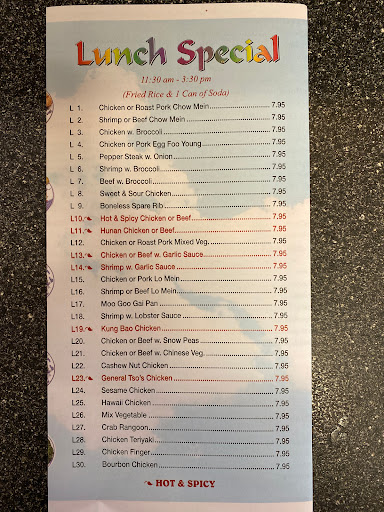 Lunch Special
11:30 am - 3:30 pm
(Fried Rice & 1 Can of Soda)
L 1. Chicken or Roast Pork Chow Mein 7.95
L 2. Shrimp or Beef Chow Mein 7.95
L 3. Chicken w. Broccoli 7.95
L 4. Chicken or Pork Egg Foo Young 7.95
L 5. Pepper Steak w. Onion 7.95
L 6. Shrimp w. Broccoli 7.95
L 7. Beef w. Broccoli 7.95
L 8. Sweet & Sour Chicken 7.95
L 9. Boneless Spare Rib 7.95
L10. Hot & Spicy Chicken or Beef 7.95
L11. Hunan Chicken or Beef 7.95
L12. Chicken or Roast Pork Mixed Veg. 7.95
L13. Chicken or Beef w. Garlic Sauce 7.95
L14. Shrimp w. Garlic Sauce 7.95
L15. Chicken or Pork Lo Mein 7.95
L16. Shrimp or Beef Lo Mein 7.95
L17. Moo Goo Gai Pan 7.95
L18. Shrimp w. Lobster Sauce 7.95
L19. Kung Bao Chicken 7.95
L20. Chicken or Beef w. Snow Peas 7.95
L21. Chicken or Beef w. Chinese Veg. 7.95
L22. Cashew Nut Chicken 7.95
L23. General Tso's Chicken 7.95
L24. Sesame Chicken 7.95
L25. Hawaii Chicken 7.95
L26. Mix Vegetable 7.95
L27. Crab Rangoon 7.95
L28. Chicken Teriyaki 7.95
L29. Chicken Finger 7.95
L30. Bourbon Chicken 7.95
HOT & SPICY